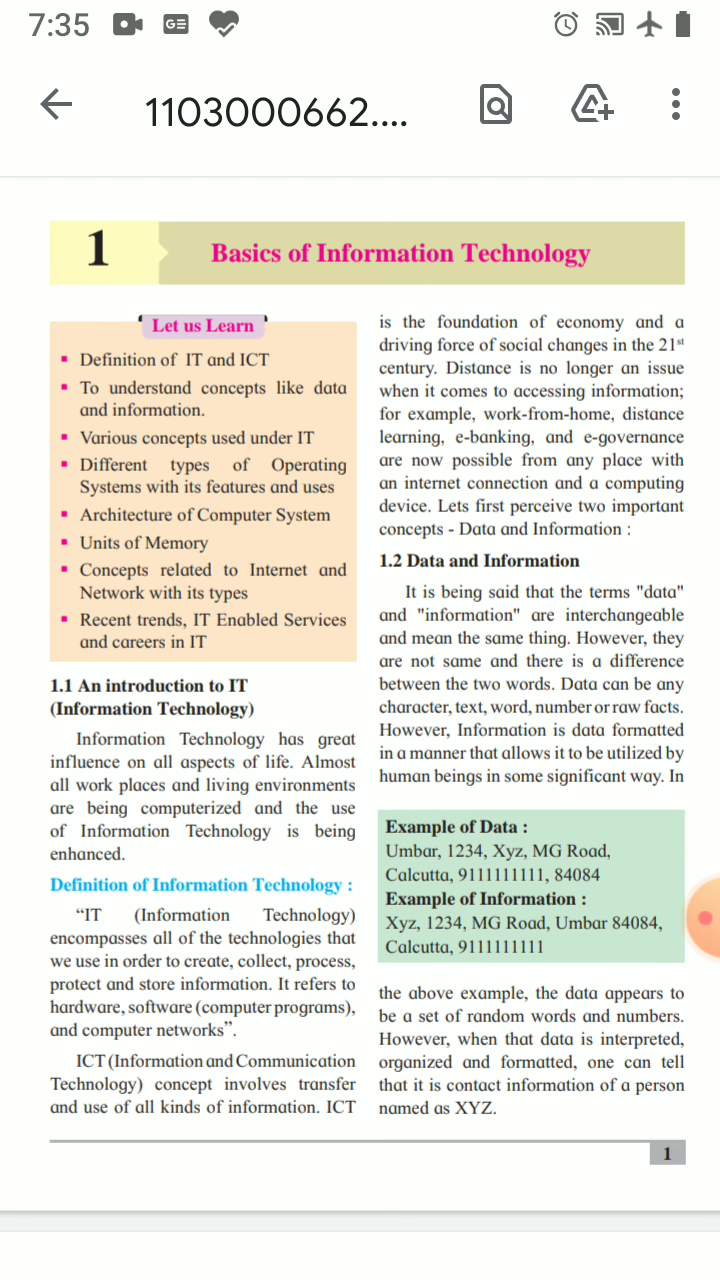 7:35
GE
1103000662....
1
Basics of Information Technology
Let us Learn
▪ Definition of IT and ICT
▪ To understand concepts like data
and information.
▪ Various concepts used under IT
▪ Different types of Operating
Systems with its features and uses
▪ Architecture of Computer System
▪ Units of Memory
▪ Concepts related to Internet and
Network with its types
▪ Recent trends, IT Enabled Services
and careers in IT
1.1 An introduction to IT
(Information Technology)
Information Technology has great
influence on all aspects of life. Almost
all work places and living environments
are being computerized and the use
of Information Technology is being
enhanced.
Definition of Information Technology :
“IT (Information Technology)
encompasses all of the technologies that
we use in order to create, collect, process,
protect and store information. It refers to
hardware, software (computer programs),
and computer networks”.
ICT (Information and Communication
Technology) concept involves transfer
and use of all kinds of information. ICT
is the foundation of economy and a
driving force of social changes in the 21st
century. Distance is no longer an issue
when it comes to accessing information;
for example, work-from-home, distance
learning, e-banking, and e-governance
are now possible from any place with
an internet connection and a computing
device. Lets first perceive two important
concepts - Data and Information :
1.2 Data and Information
It is being said that the terms "data"
and "information" are interchangeable
and mean the same thing. However, they
are not same and there is a difference
between the two words. Data can be any
character, text, word, number or raw facts.
However, Information is data formatted
in a manner that allows it to be utilized by
human beings in some significant way. In
Example of Data :
Umbar, 1234, Xyz, MG Road,
Calcutta, 9111111111, 84084
Example of Information :
Xyz, 1234, MG Road, Umbar 84084,
Calcutta, 9111111111
the above example, the data appears to
be a set of random words and numbers.
However, when that data is interpreted,
organized and formatted, one can tell
that it is contact information of a person
named as XYZ.
1